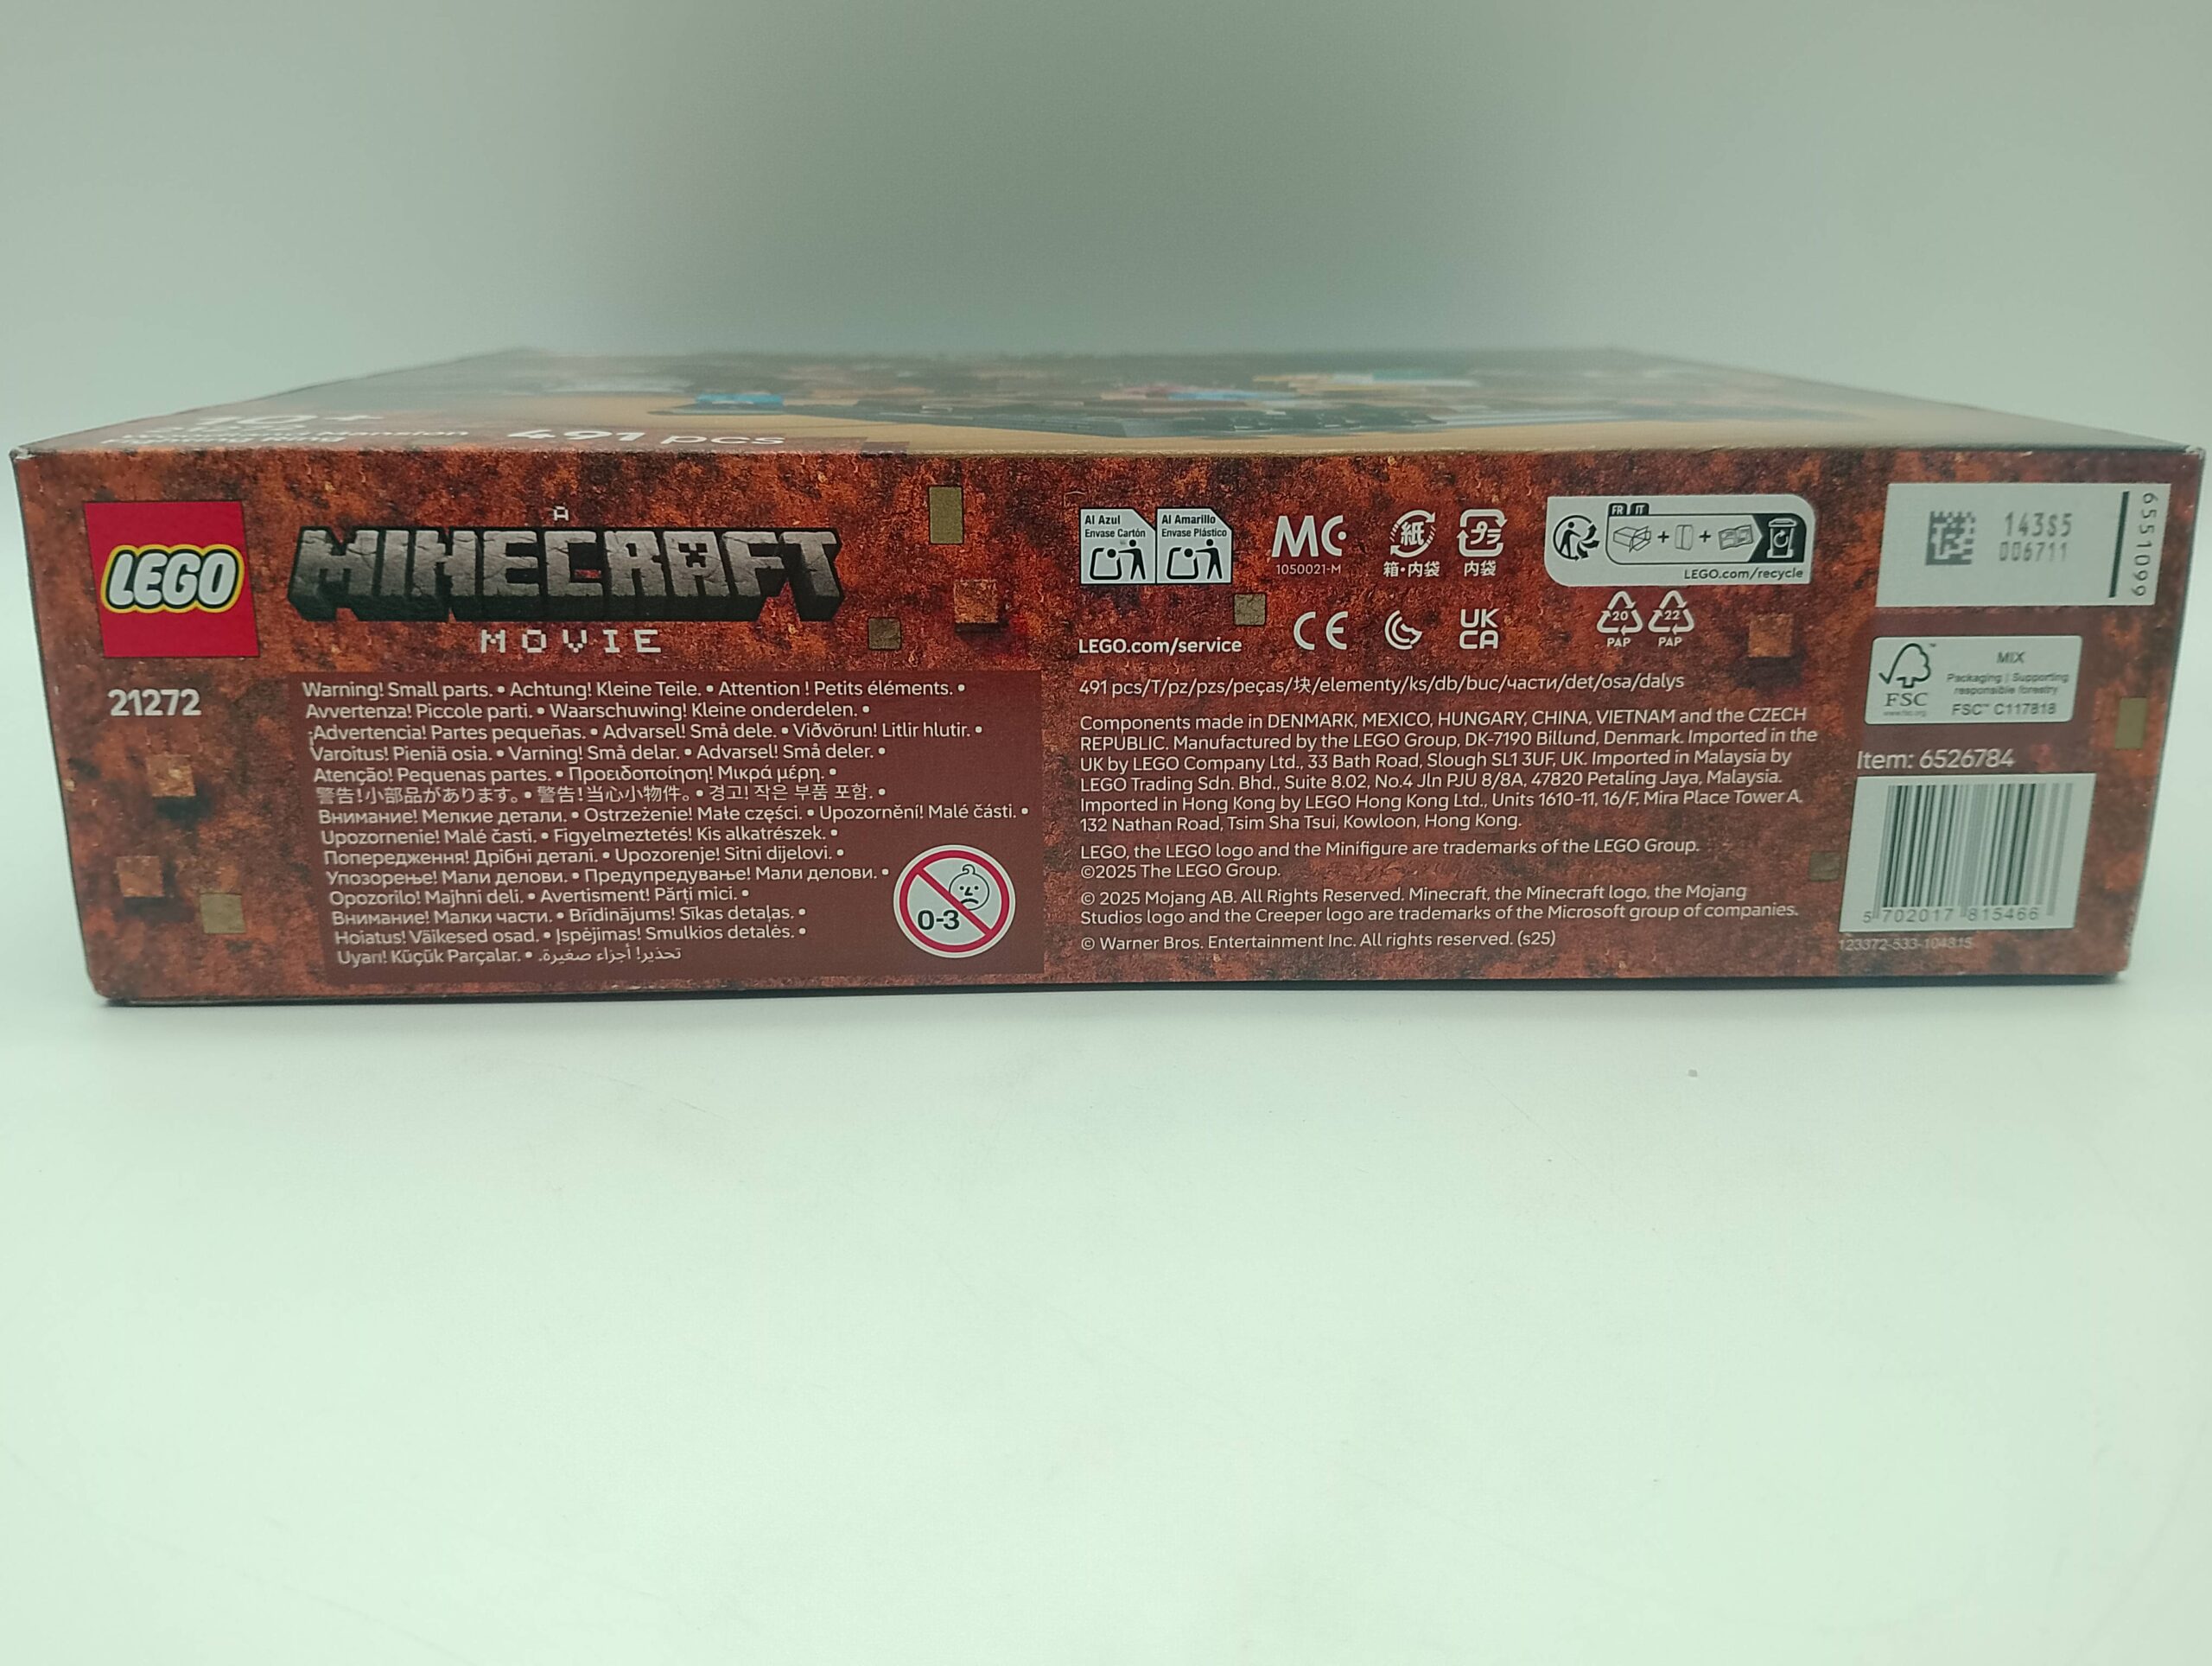 10+
491 pcs
LEGO
A
MINECRAFT
MOVIE
21272
Warning! Small parts. • Achtung! Kleine Teile. • Attention ! Petits éléments. •
Avvertenza! Piccole parti. • Waarschuwing! Kleine onderdelen. •
¡Advertencia! Partes pequeñas. • Advarsel! Små dele. • Viðvörun! Litlir hlutir. •
Varoitus! Pieniä osia. • Varning! Små delar. • Advarsel! Små deler. •
Atenção! Pequenas partes. • Προειδοποίηση! Μικρά μέρη. •
警告!小部品があります。• 警告!当心小物件。• 경고! 작은 부품 포함. •
Внимание! Мелкие детали. • Ostrzeżenie! Małe części. • Upozornění! Malé části. •
Upozornenie! Malé časti. • Figyelmeztetés! Kis alkatrészek. •
Попередження! Дрібні деталі. • Upozorenje! Sitni dijelovi. •
Упозорење! Мали делови. • Предупредување! Мали делови. •
Opozorilo! Majhni deli. • Avertisment! Părți mici. •
Внимание! Малки части. • Brīdinājums! Sīkas detaļas. •
Hoiatus! Väikesed osad. • Įspėjimas! Smulkios detalės. •
Uyarı! Küçük Parçalar. • تحذير! أجزاء صغيرة.
0-3
Al Azul
Envase Cartón
Al Amarillo
Envase Plástico
MC
1050021-M
紙
箱・内袋
プラ
内袋
FR IT
LEGO.com/recycle
LEGO.com/service
CE
UK
CA
20
PAP
22
PAP
491 pcs/T/pz/pzs/peças/块/elementy/ks/db/buc/части/det/osa/dalys
Components made in DENMARK, MEXICO, HUNGARY, CHINA, VIETNAM and the CZECH
REPUBLIC. Manufactured by the LEGO Group, DK-7190 Billund, Denmark. Imported in the
UK by LEGO Company Ltd., 33 Bath Road, Slough SL1 3UF, UK. Imported in Malaysia by
LEGO Trading Sdn. Bhd., Suite 8.02, No.4 Jln PJU 8/8A, 47820 Petaling Jaya, Malaysia.
Imported in Hong Kong by LEGO Hong Kong Ltd., Units 1610-11, 16/F, Mira Place Tower A,
132 Nathan Road, Tsim Sha Tsui, Kowloon, Hong Kong.
LEGO, the LEGO logo and the Minifigure are trademarks of the LEGO Group.
©2025 The LEGO Group.
© 2025 Mojang AB. All Rights Reserved. Minecraft, the Minecraft logo, the Mojang
Studios logo and the Creeper logo are trademarks of the Microsoft group of companies.
© Warner Bros. Entertainment Inc. All rights reserved. (s25)
143S5
006711
6551099
FSC
www.fsc.org
MIX
Packaging | Supporting
responsible forestry
FSC™ C117818
Item: 6526784
5 702017 815466
123372-533-104815